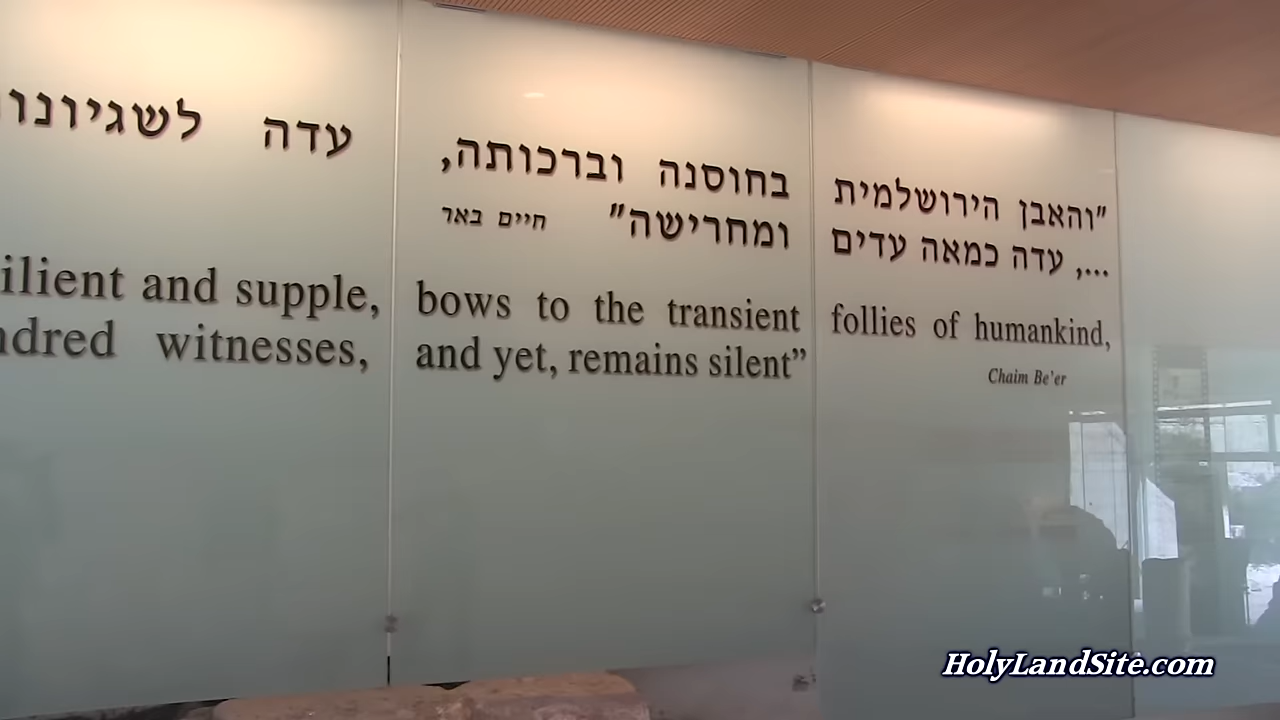 "והאבן הירושלמית בחוסנה וברכותה, עדה לשגיונו
..., עדה כמאה עדים ומחרישה" חיים באר
ilient and supple, bows to the transient follies of humankind,
ndred witnesses, and yet, remains silent”
Chaim Be'er
HolyLandSite.com